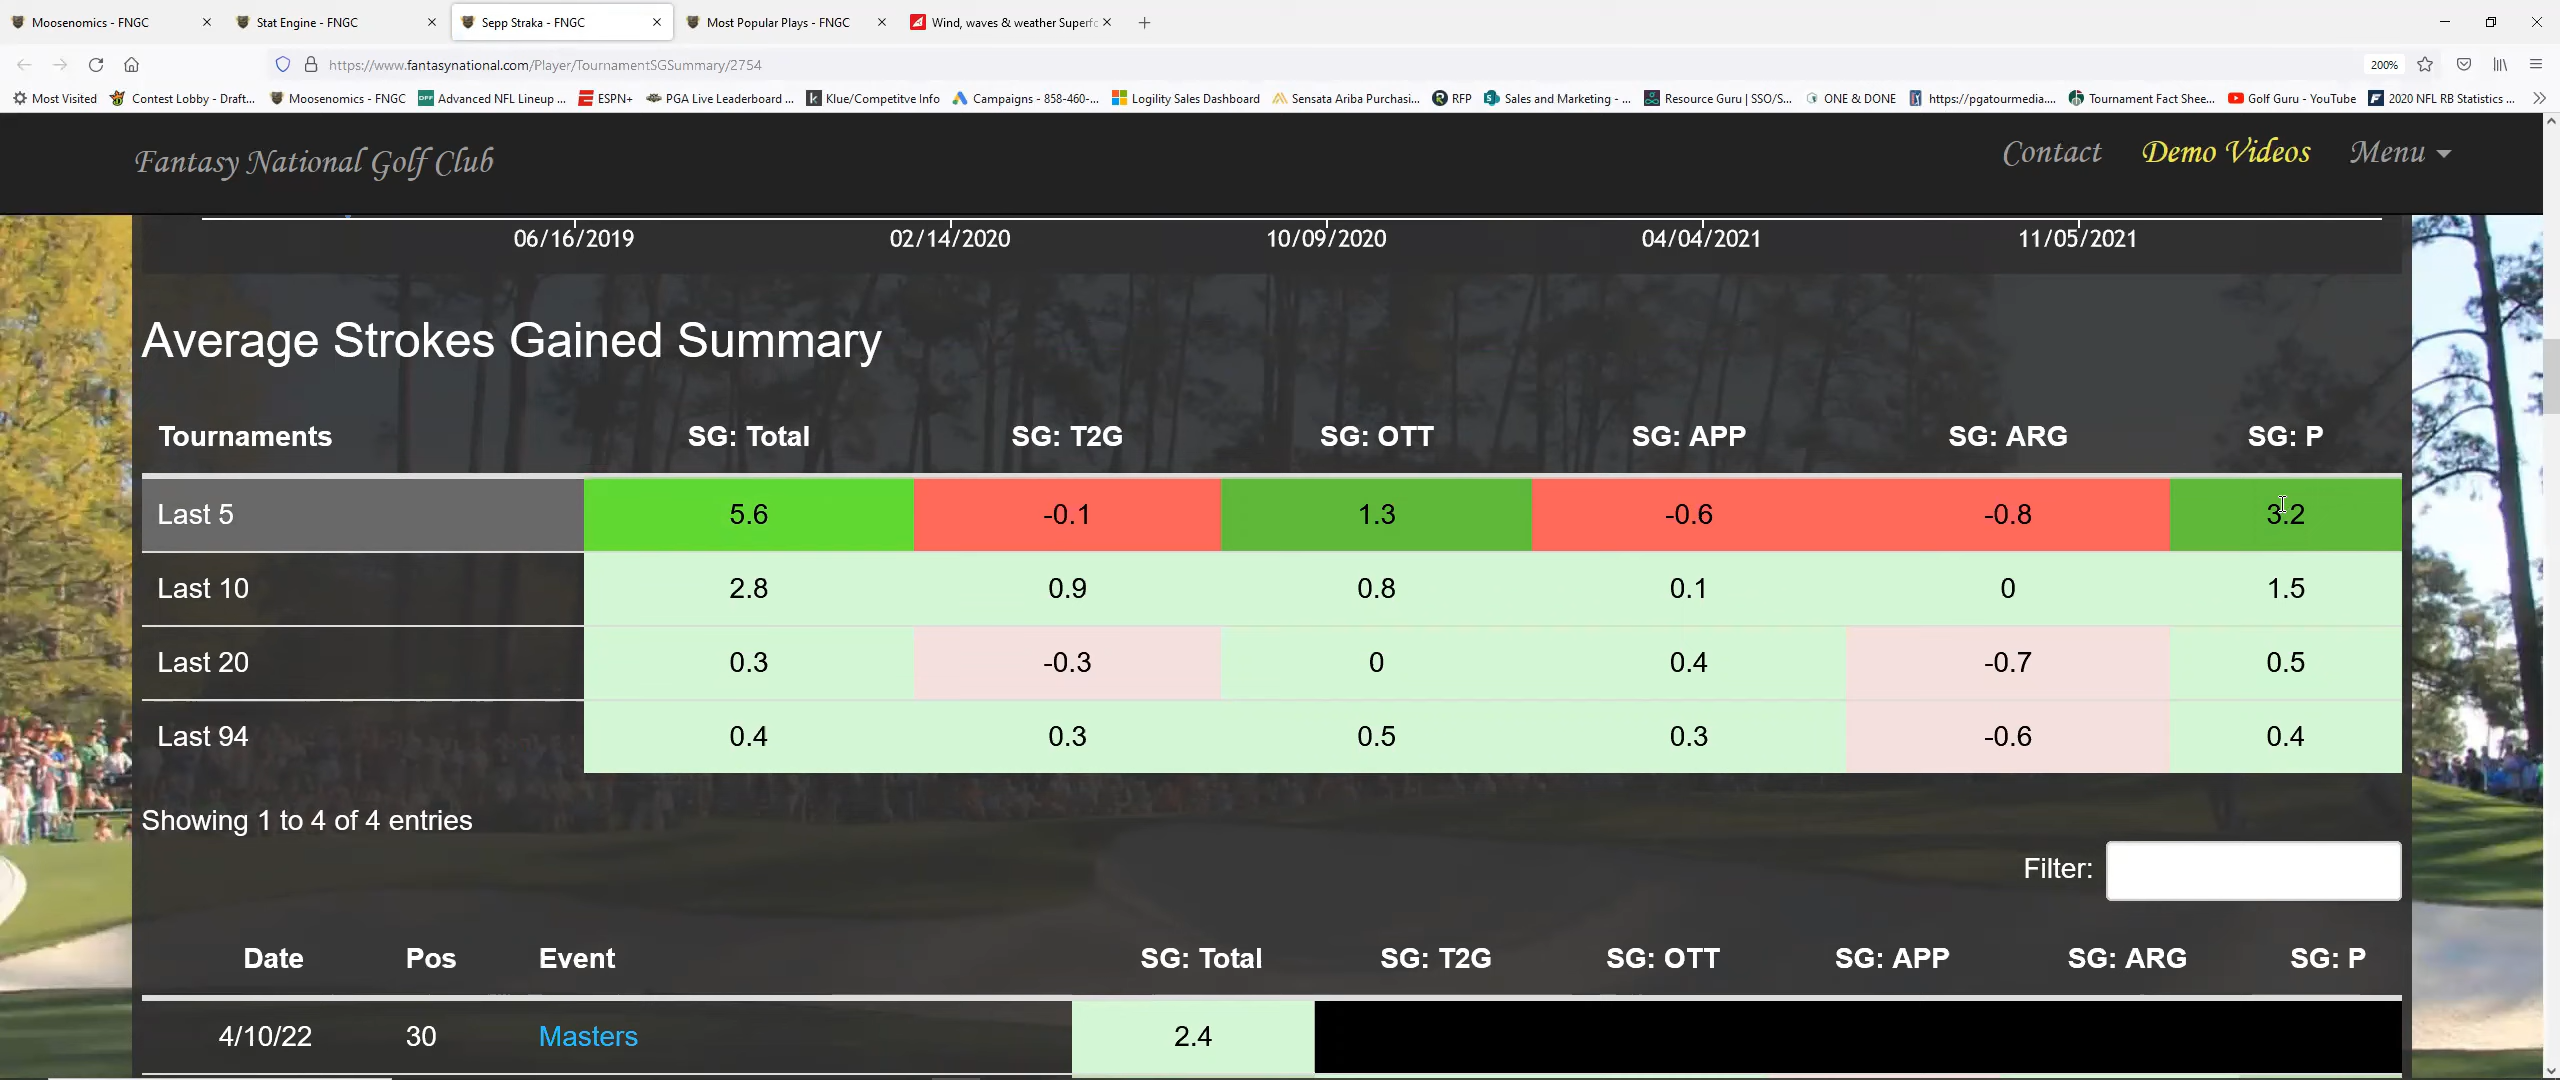 Moosenomics - FNGC
Stat Engine - FNGC
Sepp Straka - FNGC
Most Popular Plays - FNGC
Wind, waves & weather Superfo
https://www.fantasynational.com/Player/TournamentSGSummary/2754
200%
Most Visited
Contest Lobby - Draft...
Moosenomics - FNGC
Advanced NFL Lineup ...
ESPN+
PGA Live Leaderboard ...
Klue/Competitve Info
Campaigns - 858-460-...
Logility Sales Dashboard
Sensata Ariba Purchasi...
RFP
Sales and Marketing - ...
Resource Guru | SSO/S...
ONE & DONE
https://pgatourmedia....
Tournament Fact Shee...
Golf Guru - YouTube
2020 NFL RB Statistics ...
Fantasy National Golf Club
Contact
Demo Videos
Menu
06/16/2019 02/14/2020 10/09/2020 04/04/2021 11/05/2021
Average Strokes Gained Summary
Tournaments SG: Total SG: T2G SG: OTT SG: APP SG: ARG SG: P
Last 5 5.6 -0.1 1.3 -0.6 -0.8 3.2
Last 10 2.8 0.9 0.8 0.1 0 1.5
Last 20 0.3 -0.3 0 0.4 -0.7 0.5
Last 94 0.4 0.3 0.5 0.3 -0.6 0.4
Showing 1 to 4 of 4 entries
Filter:
Date Pos Event SG: Total SG: T2G SG: OTT SG: APP SG: ARG SG: P
4/10/22 30 Masters 2.4